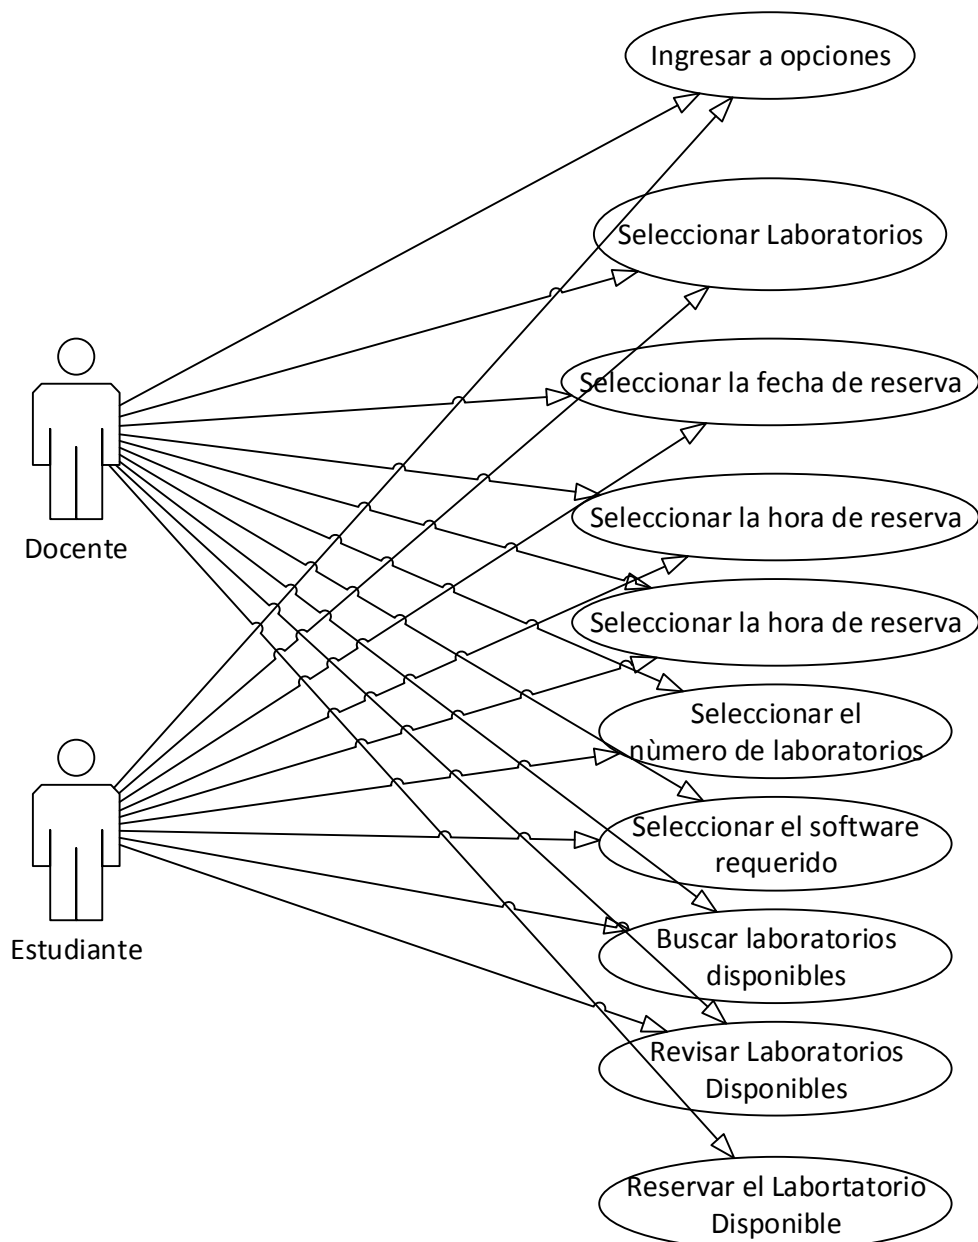 Ingresar a opciones
Seleccionar Laboratorios
Seleccionar la fecha de reserva
Docente
Seleccionar la hora de reserva
Seleccionar la hora de reserva
Seleccionar el
nùmero de laboratorios
Seleccionar el software
requerido
Estudiante
Buscar laboratorios
disponibles
Revisar Laboratorios
Disponibles
Reservar el Labortatorio
Disponible